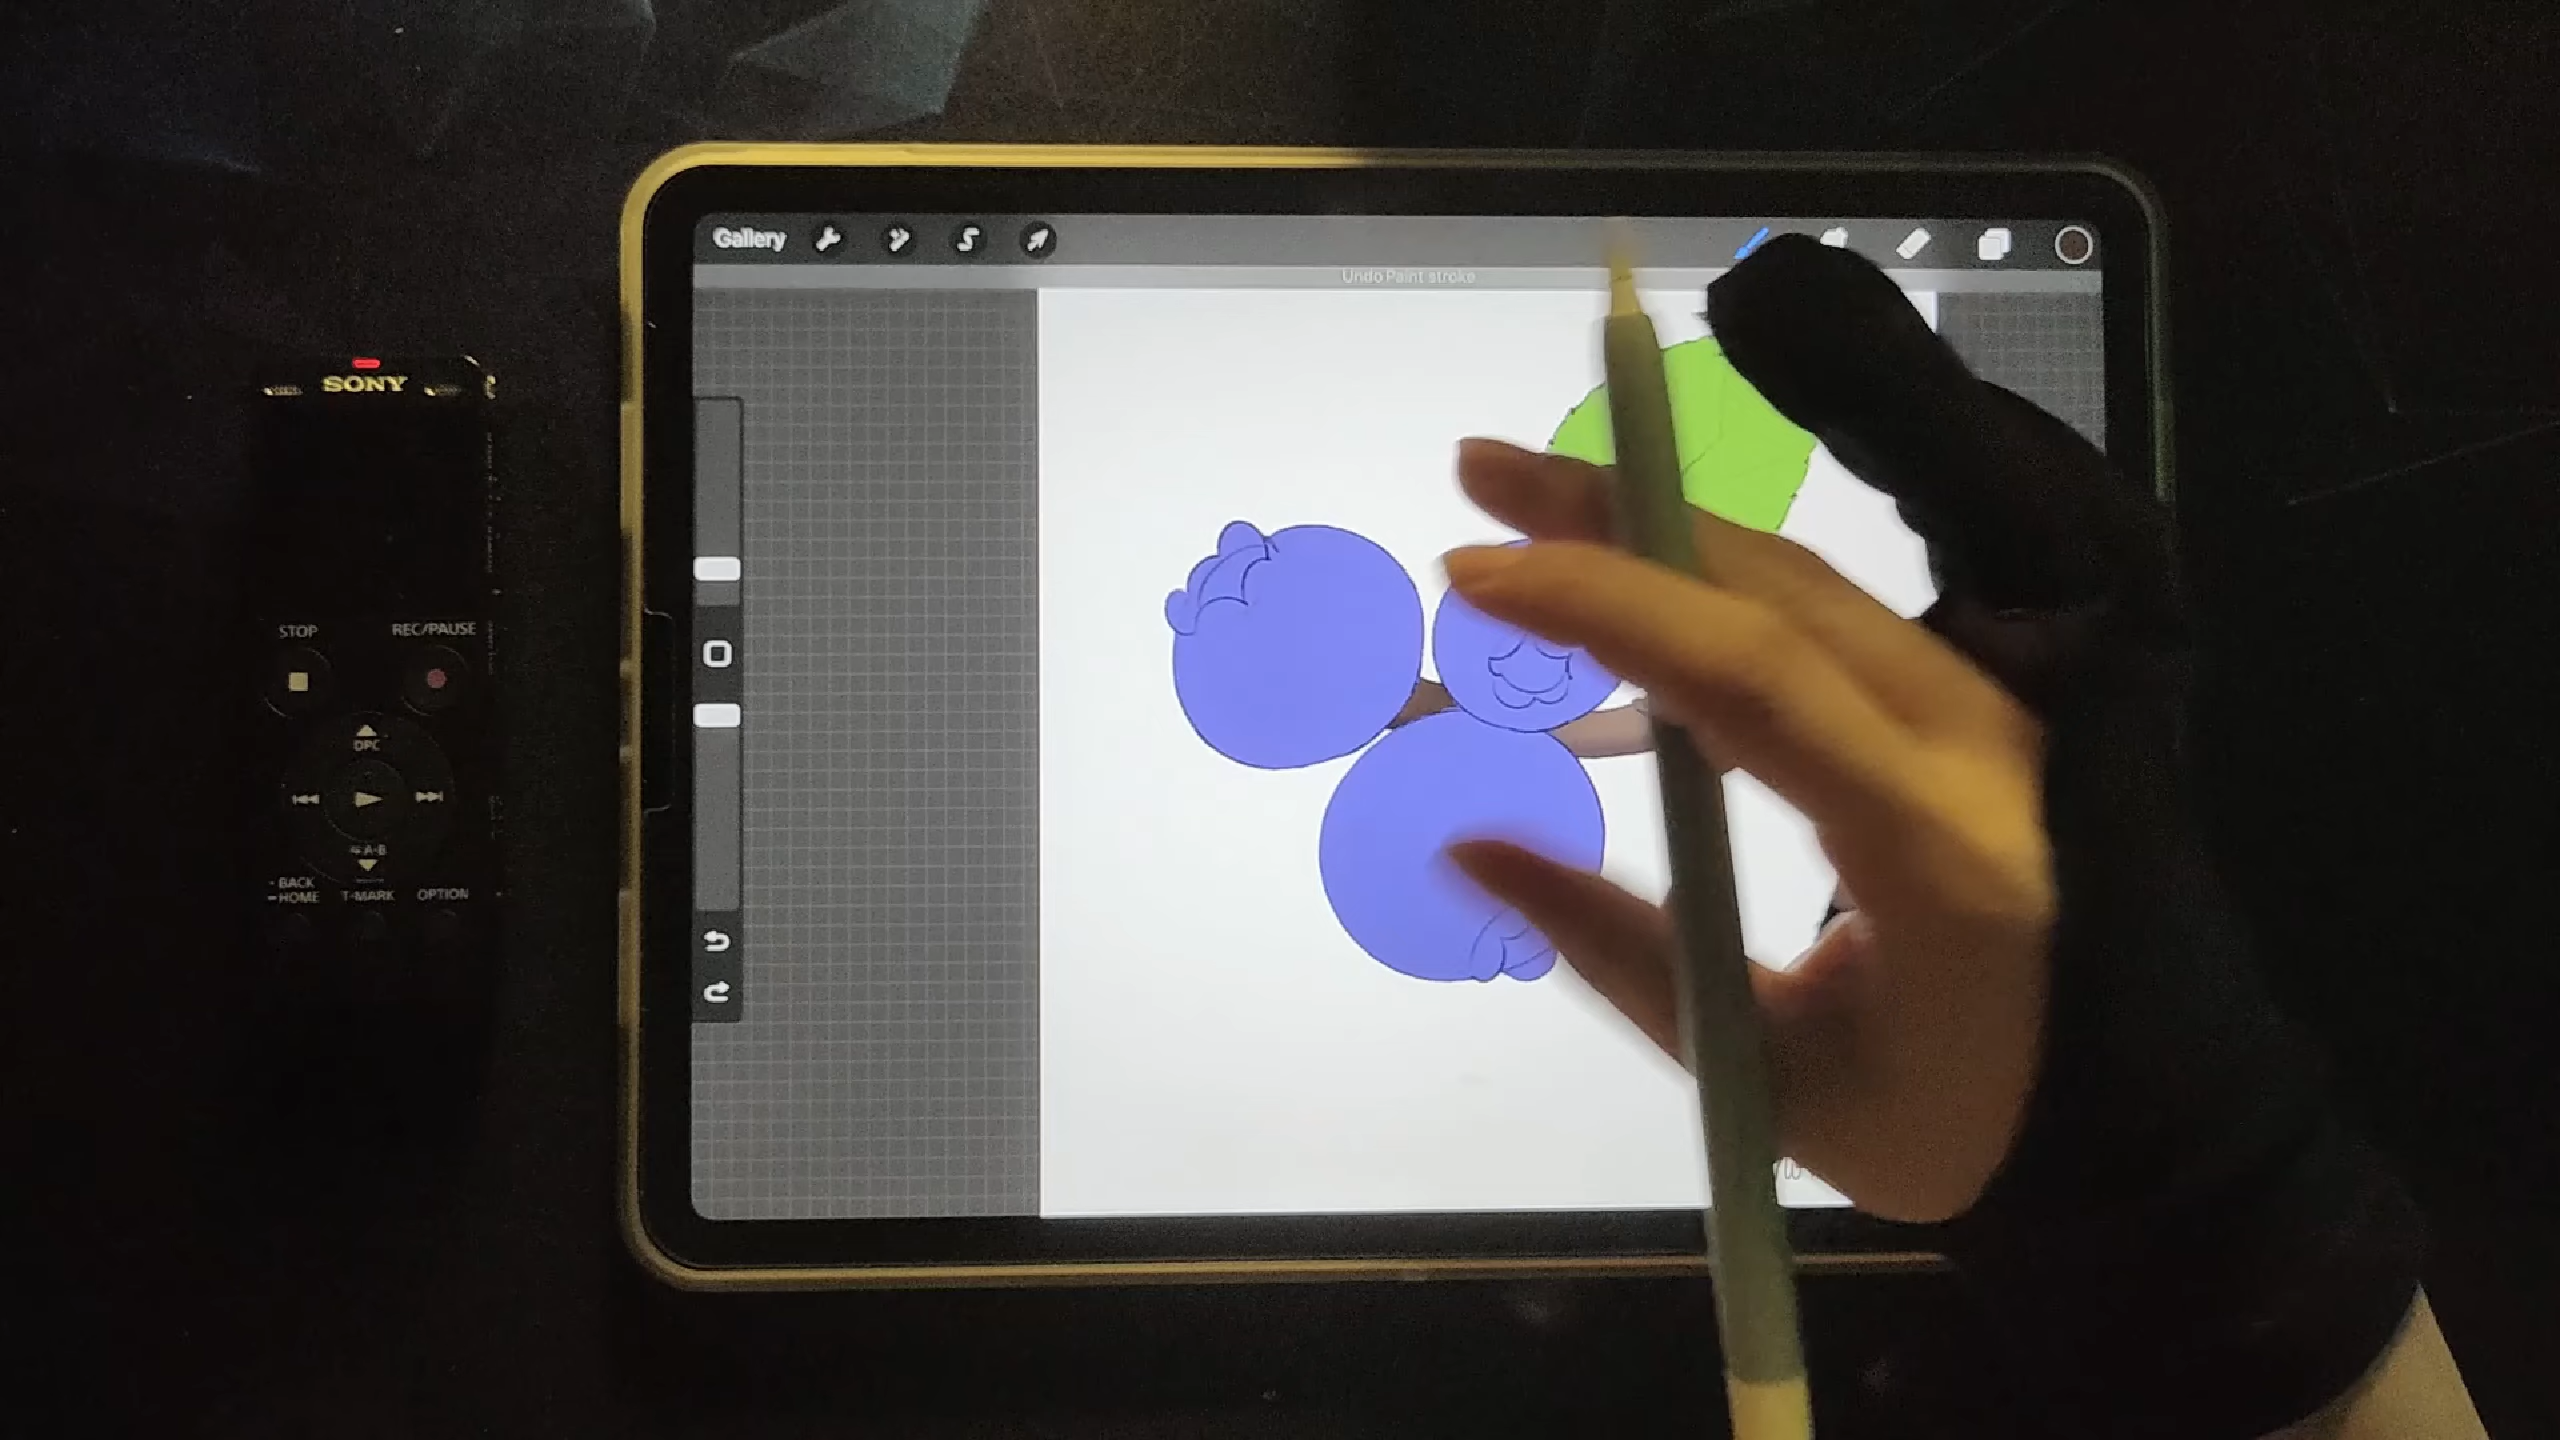 Gallery
Undo Paint stroke
SONY
STOP
REC/PAUSE
DPC
A-B
BACK
HOME
T-MARK
OPTION